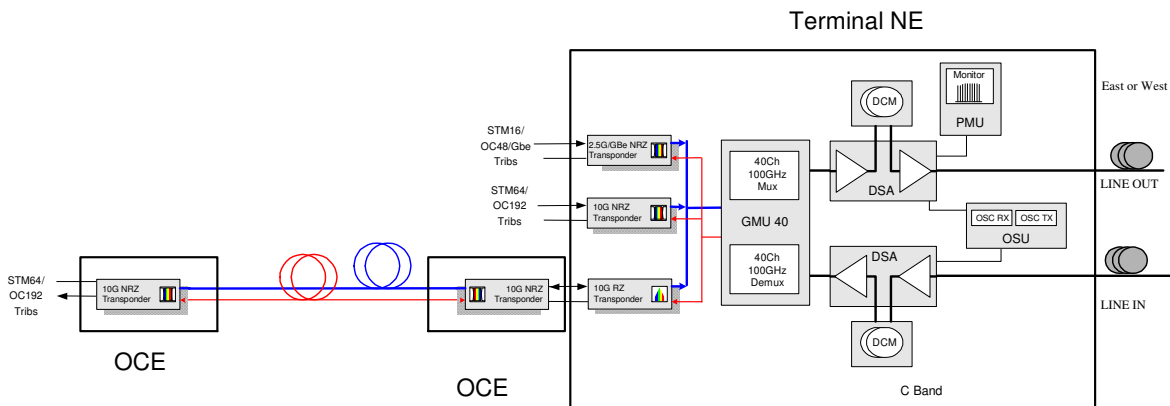 Terminal NE
Monitor
East or West
DCM
PMU
STM16/
OC48/Gbe
Tribs
2.5G/GBe NRZ
Transponder
40Ch
100GHz
Mux
DSA
LINE OUT
STM64/
OC192
Tribs
10G NRZ
Transponder
GMU 40
OSC RX
OSC TX
OSU
40Ch
100GHz
Demux
DSA
STM64/
OC192
Tribs
10G NRZ
Transponder
10G NRZ
Transponder
10G RZ
Transponder
LINE IN
DCM
OCE
OCE
C Band